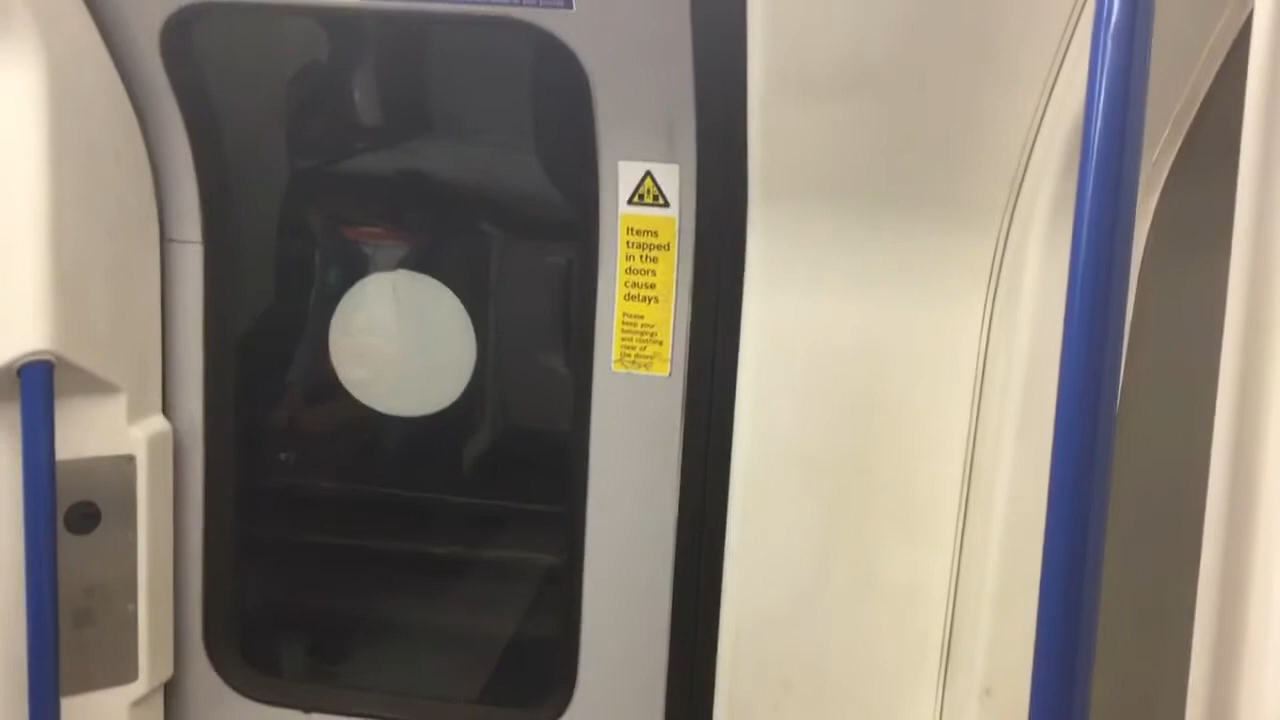 Items
trapped
in the
doors
cause
delays
Please
keep your
belongings
and clothing
clear of
the doors